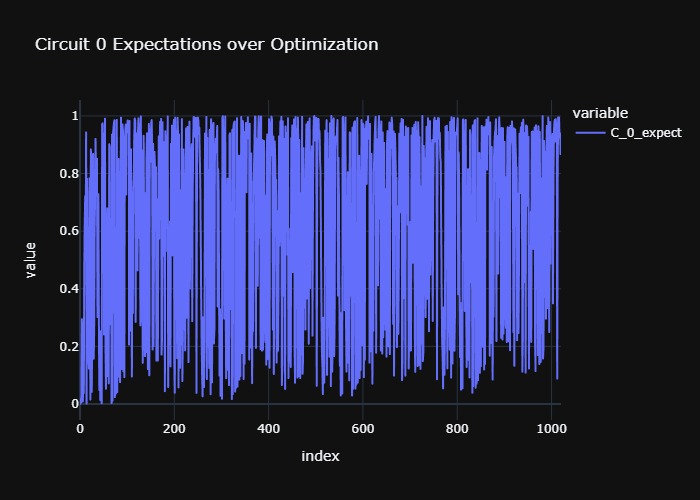 Circuit 0 Expectations over Optimization
variable
C_0_expect
value
1
0.8
0.6
0.4
0.2
0
0 200 400 600 800 1000
index